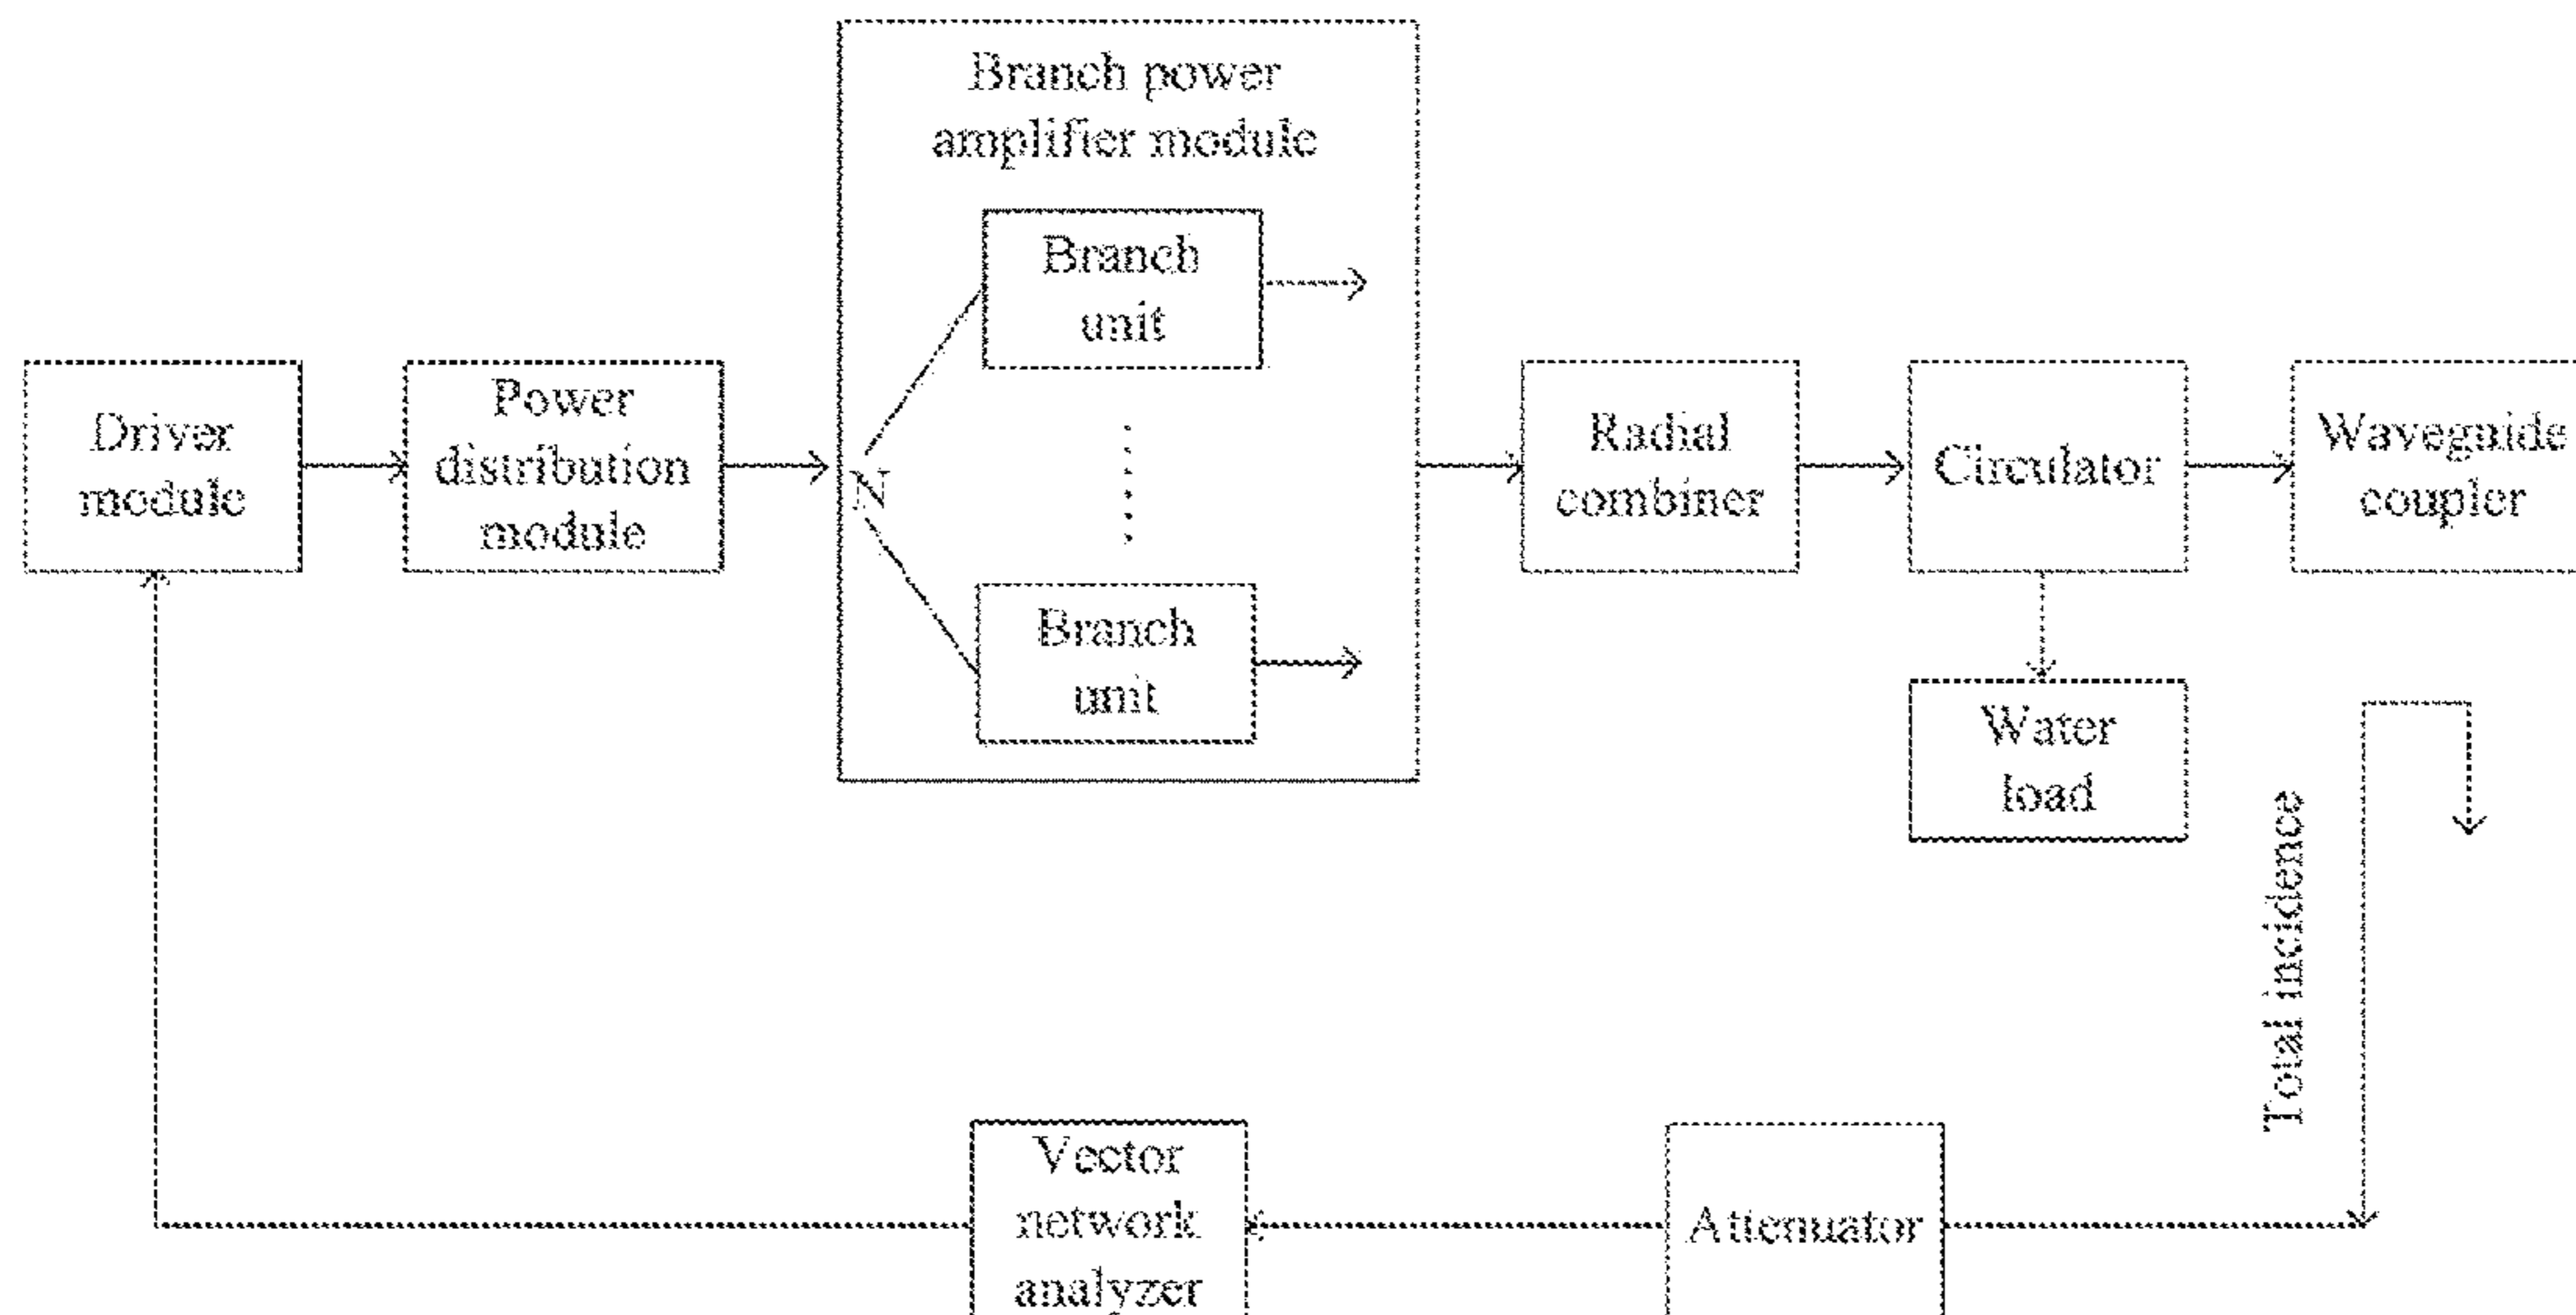 Branch power
amplifier module
Branch
unit
Driver
module
Power
distribution
module
N
Branch
unit
Radial
combiner
Circulator
Waveguide
coupler
Water
load
Total incidence
Vector
network
analyzer
Attenuator